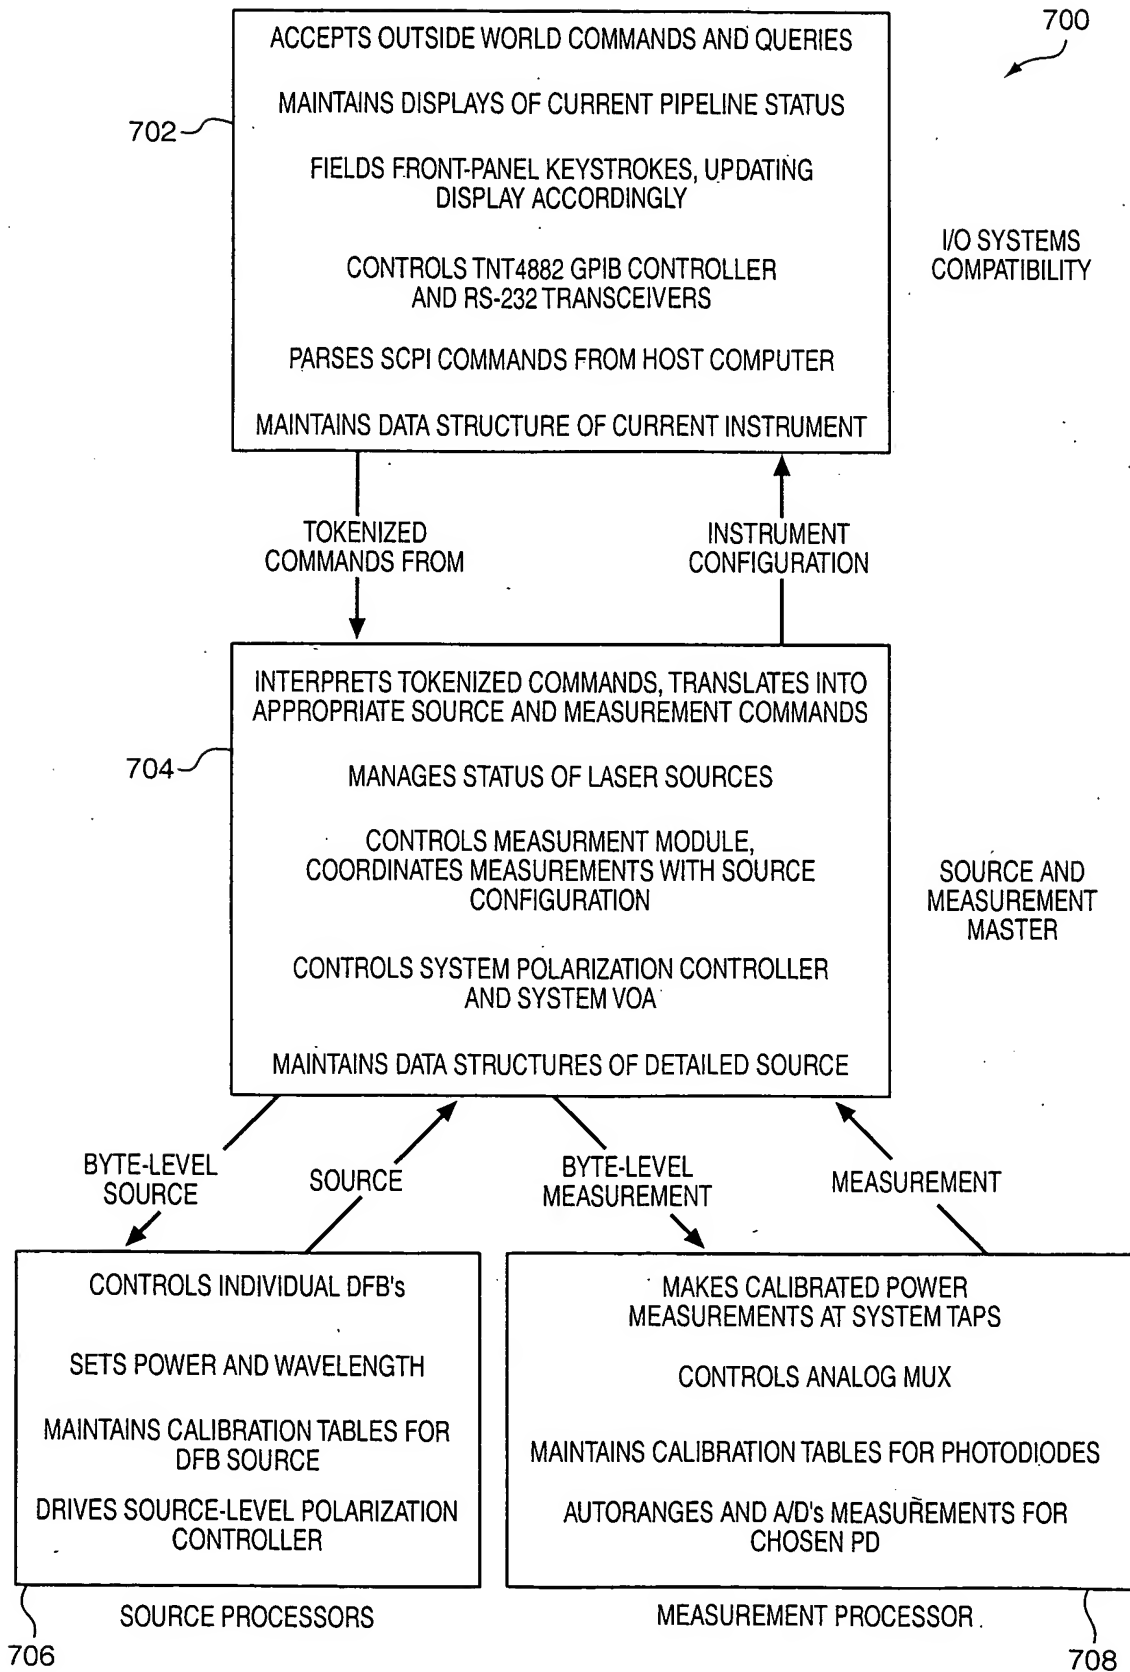 700
ACCEPTS OUTSIDE WORLD COMMANDS AND QUERIES
MAINTAINS DISPLAYS OF CURRENT PIPELINE STATUS
702
FIELDS FRONT-PANEL KEYSTROKES, UPDATING
DISPLAY ACCORDINGLY
CONTROLS TNT4882 GPIB CONTROLLER
AND RS-232 TRANSCEIVERS
PARSES SCPI COMMANDS FROM HOST COMPUTER
MAINTAINS DATA STRUCTURE OF CURRENT INSTRUMENT
I/O SYSTEMS
COMPATIBILITY
TOKENIZED
COMMANDS FROM
INSTRUMENT
CONFIGURATION
INTERPRETS TOKENIZED COMMANDS, TRANSLATES INTO
APPROPRIATE SOURCE AND MEASUREMENT COMMANDS
704
MANAGES STATUS OF LASER SOURCES
CONTROLS MEASURMENT MODULE,
COORDINATES MEASUREMENTS WITH SOURCE
CONFIGURATION
CONTROLS SYSTEM POLARIZATION CONTROLLER
AND SYSTEM VOA
MAINTAINS DATA STRUCTURES OF DETAILED SOURCE
SOURCE AND
MEASUREMENT
MASTER
BYTE-LEVEL
SOURCE
SOURCE
BYTE-LEVEL
MEASUREMENT
MEASUREMENT
CONTROLS INDIVIDUAL DFB's
SETS POWER AND WAVELENGTH
MAINTAINS CALIBRATION TABLES FOR
DFB SOURCE
DRIVES SOURCE-LEVEL POLARIZATION
CONTROLLER
SOURCE PROCESSORS
706
MAKES CALIBRATED POWER
MEASUREMENTS AT SYSTEM TAPS
CONTROLS ANALOG MUX
MAINTAINS CALIBRATION TABLES FOR PHOTODIODES
AUTORANGES AND A/D's MEASUREMENTS FOR
CHOSEN PD
MEASUREMENT PROCESSOR
708